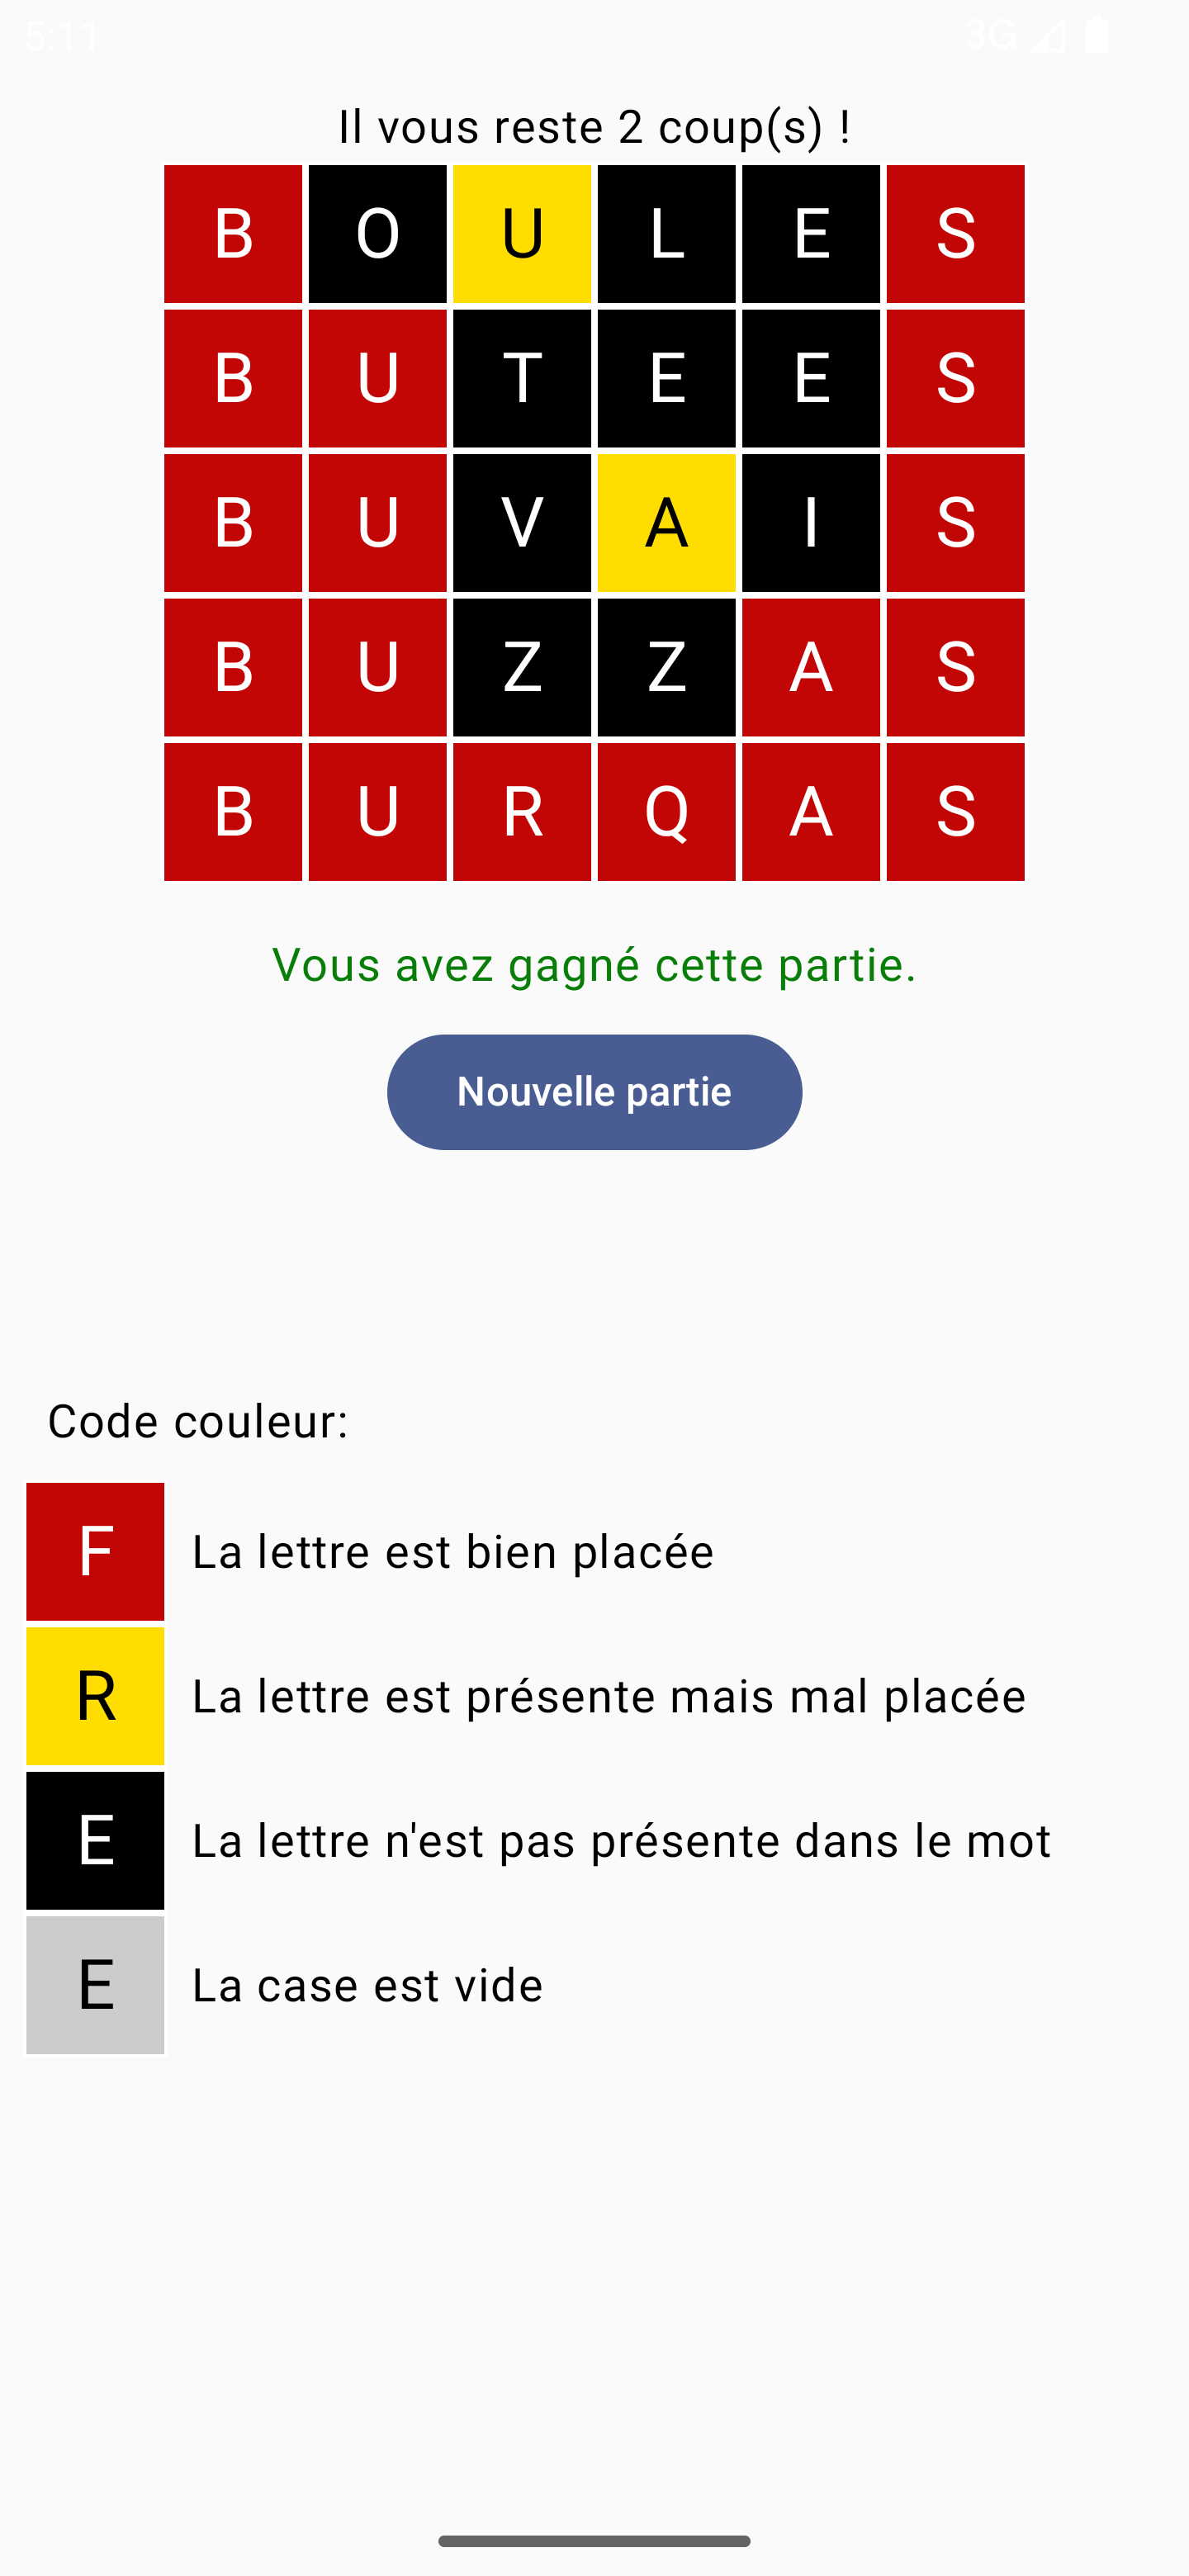 5:11 3G
Il vous reste 2 coup(s) !
B O U L E S
B U T E E S
B U V A I S
B U Z Z A S
B U R Q A S
Vous avez gagné cette partie.
Nouvelle partie
Code couleur:
F La lettre est bien placée
R La lettre est présente mais mal placée
E La lettre n'est pas présente dans le mot
E La case est vide